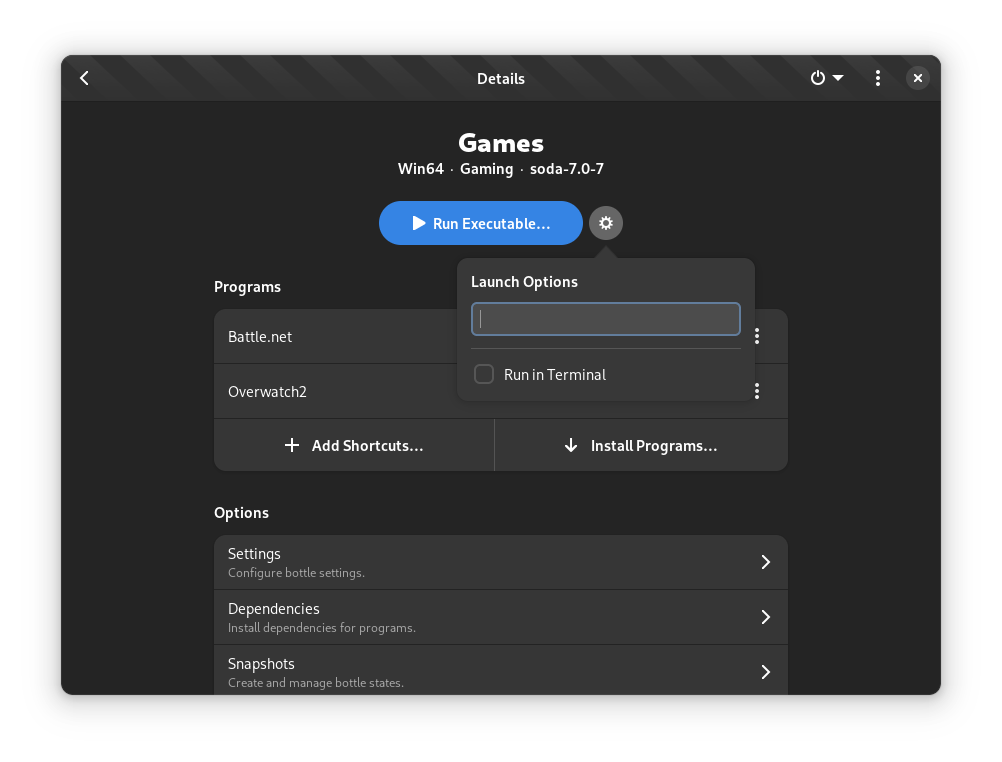 Details
Games
Win64 · Gaming · soda-7.0-7
Run Executable…
Launch Options
Programs
Battle.net
Run in Terminal
Overwatch2
Add Shortcuts… Install Programs…
Options
Settings
Configure bottle settings.
Dependencies
Install dependencies for programs.
Snapshots
Create and manage bottle states.